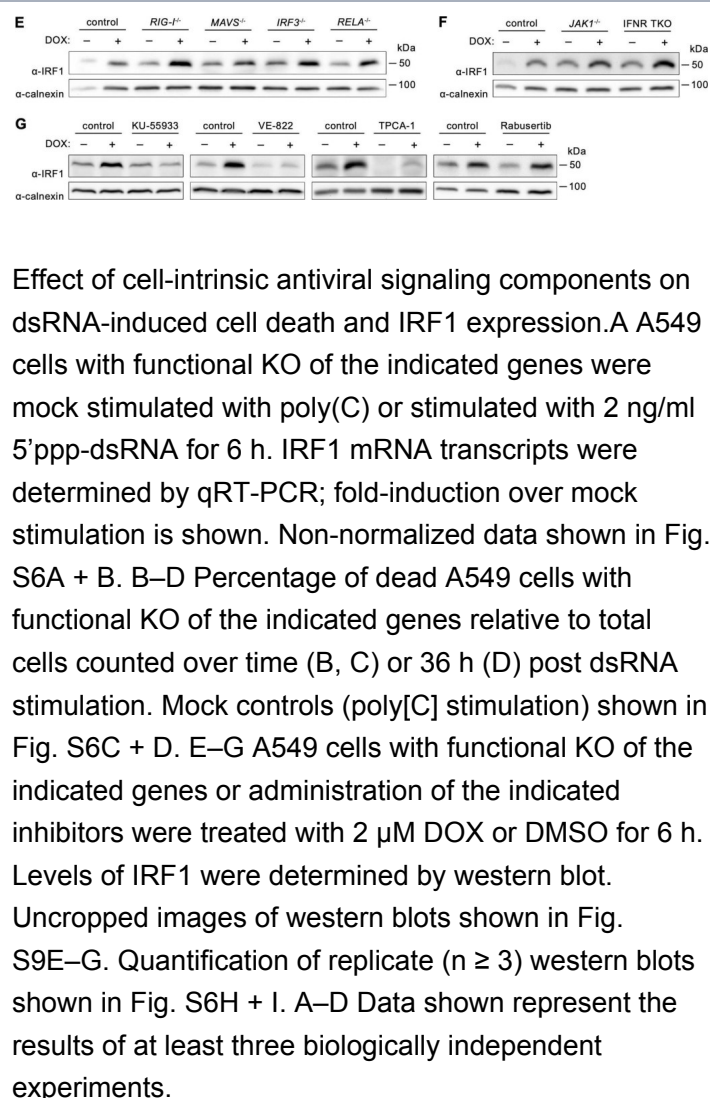 E control RIG-I-/- MAVS-/- IRF3-/- RELA-/-
DOX: - + - + - + - + - + kDa
α-IRF1 - 50
α-calnexin - 100
F control JAK1-/- IFNR TKO
DOX: - + - + - + kDa
α-IRF1 - 50
α-calnexin - 100
G control KU-55933 control VE-822 control TPCA-1 control Rabusertib
DOX: - + - + - + - + - + - + - + - + kDa
α-IRF1 - 50
α-calnexin - 100
Effect of cell-intrinsic antiviral signaling components on
dsRNA-induced cell death and IRF1 expression.A A549
cells with functional KO of the indicated genes were
mock stimulated with poly(C) or stimulated with 2 ng/ml
5’ppp-dsRNA for 6 h. IRF1 mRNA transcripts were
determined by qRT-PCR; fold-induction over mock
stimulation is shown. Non-normalized data shown in Fig.
S6A + B. B–D Percentage of dead A549 cells with
functional KO of the indicated genes relative to total
cells counted over time (B, C) or 36 h (D) post dsRNA
stimulation. Mock controls (poly[C] stimulation) shown in
Fig. S6C + D. E–G A549 cells with functional KO of the
indicated genes or administration of the indicated
inhibitors were treated with 2 µM DOX or DMSO for 6 h.
Levels of IRF1 were determined by western blot.
Uncropped images of western blots shown in Fig.
S9E–G. Quantification of replicate (n ≥ 3) western blots
shown in Fig. S6H + I. A–D Data shown represent the
results of at least three biologically independent
experiments.